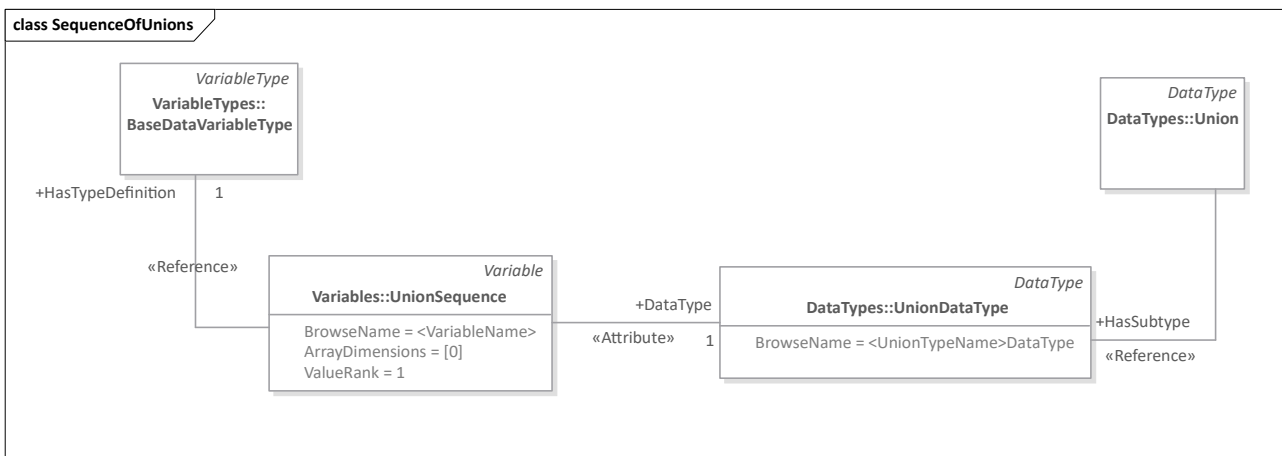 class SequenceOfUnions
VariableType
VariableTypes::
BaseDataVariableType
DataType
DataTypes::Union
+HasTypeDefinition 1
«Reference»
Variable
Variables::UnionSequence
BrowseName = <VariableName>
ArrayDimensions = [0]
ValueRank = 1
+DataType
«Attribute» 1
DataType
DataTypes::UnionDataType
BrowseName = <UnionTypeName>DataType
+HasSubtype
«Reference»